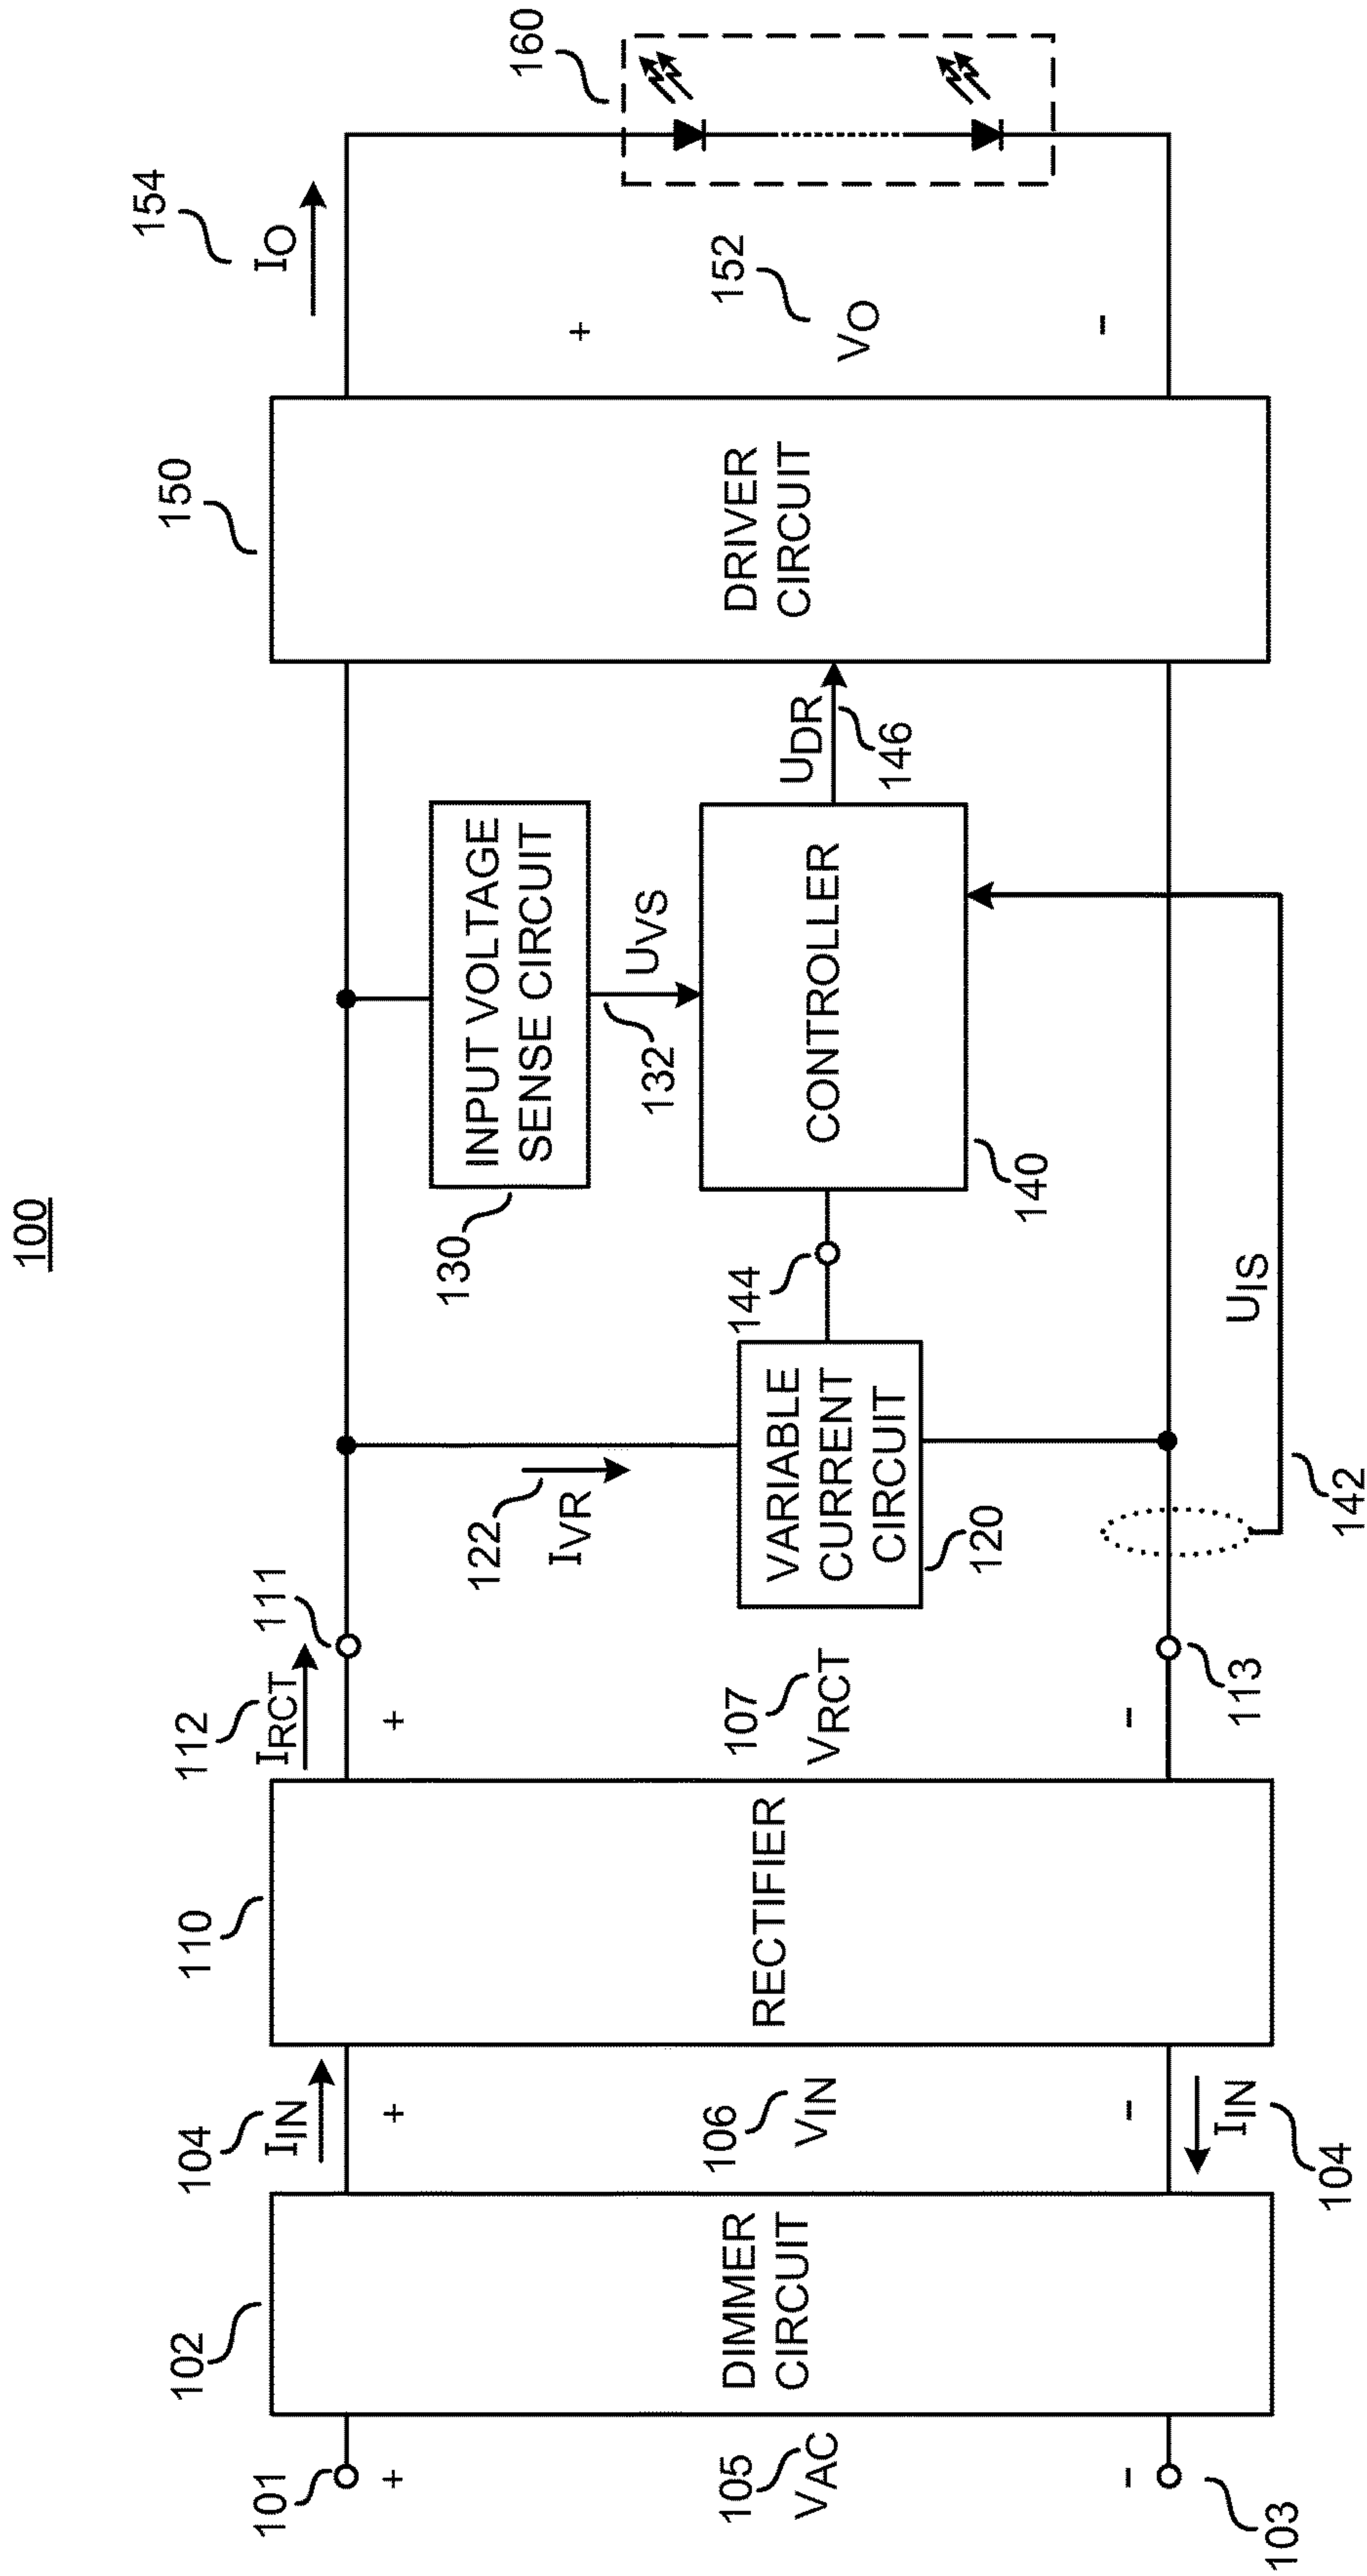 100
101
+
105
VAC
-
103
102
DIMMER
CIRCUIT
104
IIN
+
106
VIN
-
IIN
104
110
RECTIFIER
112
IRCT
111
+
107
VRCT
-
113
122
IVR
VARIABLE
CURRENT
CIRCUIT
120
144
142
UIS
INPUT VOLTAGE
SENSE CIRCUIT
130
132
UVS
CONTROLLER
140
UDR
146
150
DRIVER
CIRCUIT
154
IO
+
152
VO
-
160